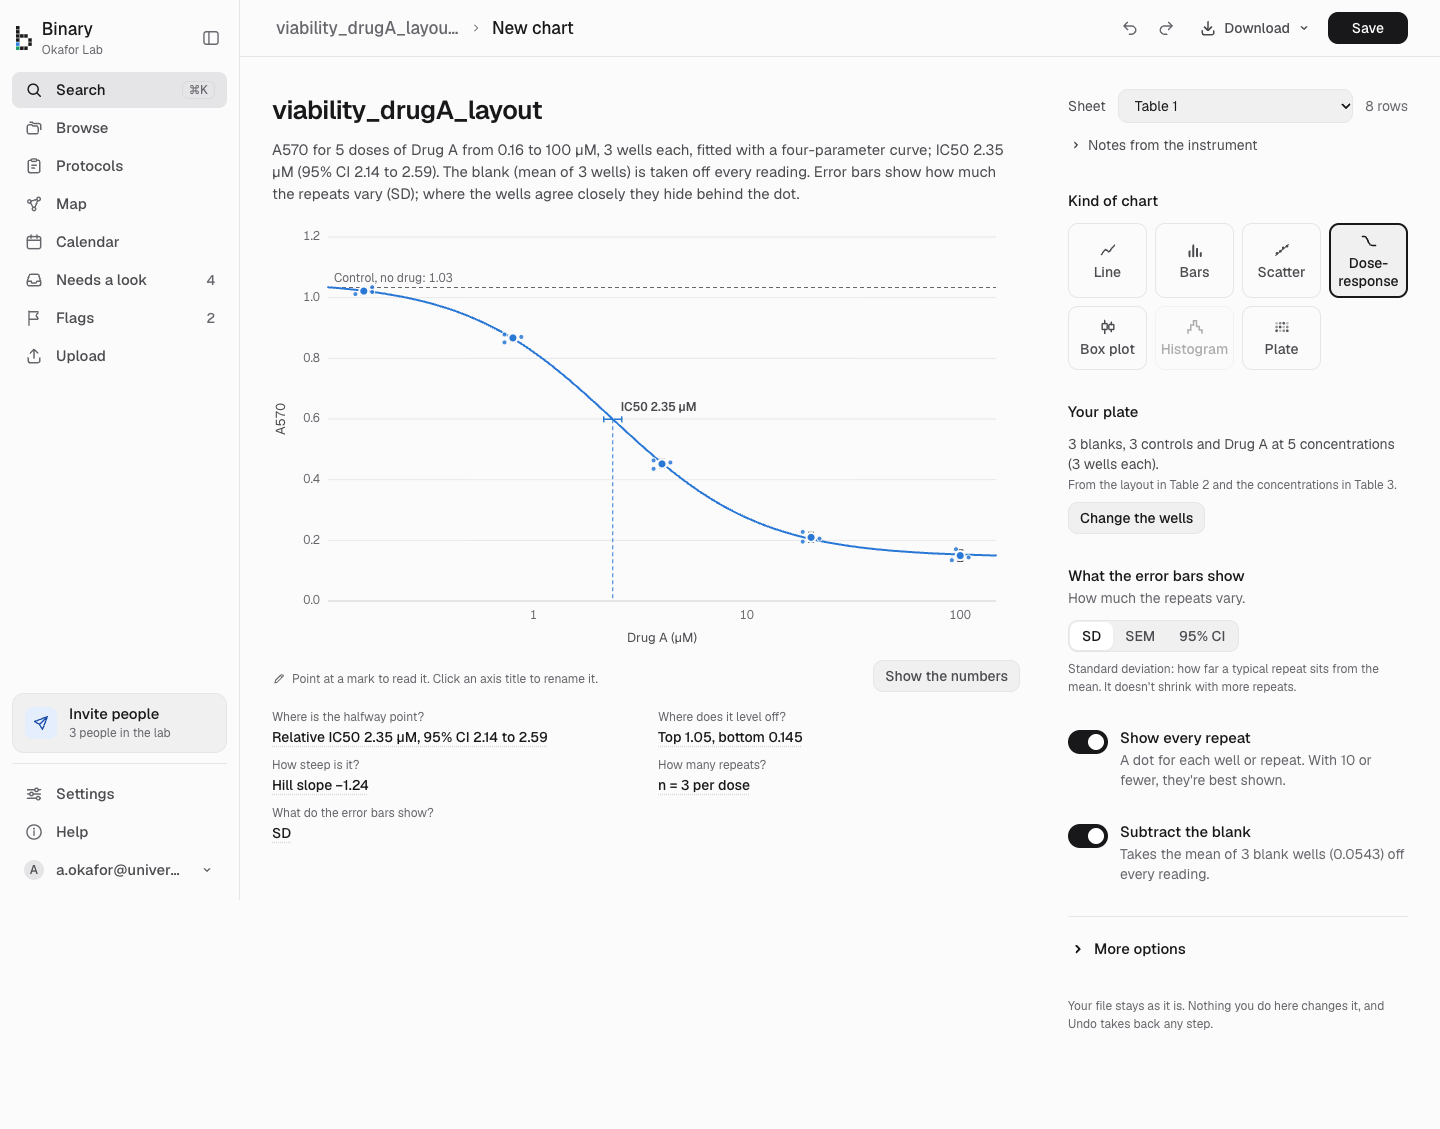 Binary
Okafor Lab
Search ⌘K
Browse
Protocols
Map
Calendar
Needs a look 4
Flags 2
Upload
Invite people
3 people in the lab
Settings
Help
A a.okafor@univer...
viability_drugA_layou... › New chart
Download
Save
viability_drugA_layout
A570 for 5 doses of Drug A from 0.16 to 100 µM, 3 wells each, fitted with a four-parameter curve; IC50 2.35
µM (95% CI 2.14 to 2.59). The blank (mean of 3 wells) is taken off every reading. Error bars show how much
the repeats vary (SD); where the wells agree closely they hide behind the dot.
1.2
Control, no drug: 1.03
1.0
0.8
IC50 2.35 µM
0.6
A570
0.4
0.2
0.0
1 10 100
Drug A (µM)
Point at a mark to read it. Click an axis title to rename it.
Show the numbers
Where is the halfway point?
Relative IC50 2.35 µM, 95% CI 2.14 to 2.59
Where does it level off?
Top 1.05, bottom 0.145
How steep is it?
Hill slope −1.24
How many repeats?
n = 3 per dose
What do the error bars show?
SD
Sheet Table 1 8 rows
Notes from the instrument
Kind of chart
Line
Bars
Scatter
Dose-
response
Box plot
Histogram
Plate
Your plate
3 blanks, 3 controls and Drug A at 5 concentrations
(3 wells each).
From the layout in Table 2 and the concentrations in Table 3.
Change the wells
What the error bars show
How much the repeats vary.
SD SEM 95% CI
Standard deviation: how far a typical repeat sits from the
mean. It doesn't shrink with more repeats.
Show every repeat
A dot for each well or repeat. With 10 or
fewer, they're best shown.
Subtract the blank
Takes the mean of 3 blank wells (0.0543) off
every reading.
More options
Your file stays as it is. Nothing you do here changes it, and
Undo takes back any step.